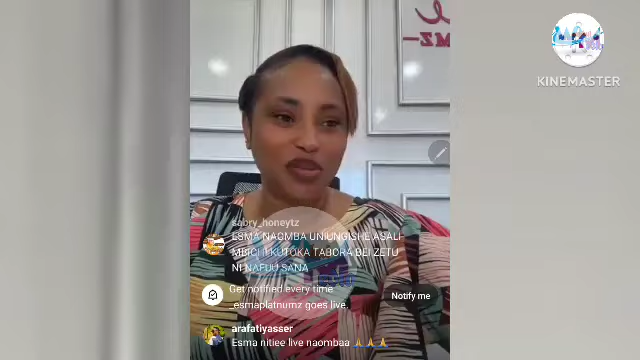 KINEMASTER
sabry_honeytz
ESMA NAOMBA UNIUNGISHE ASALI
MBICHI KUTOKA TABORA BEI ZETU
NI NAFUU SANA
Get notified every time
_esmaplatnumz goes live.
Notify me
arafatiyasser
Esma nitiee live naombaa 🙏🙏🙏